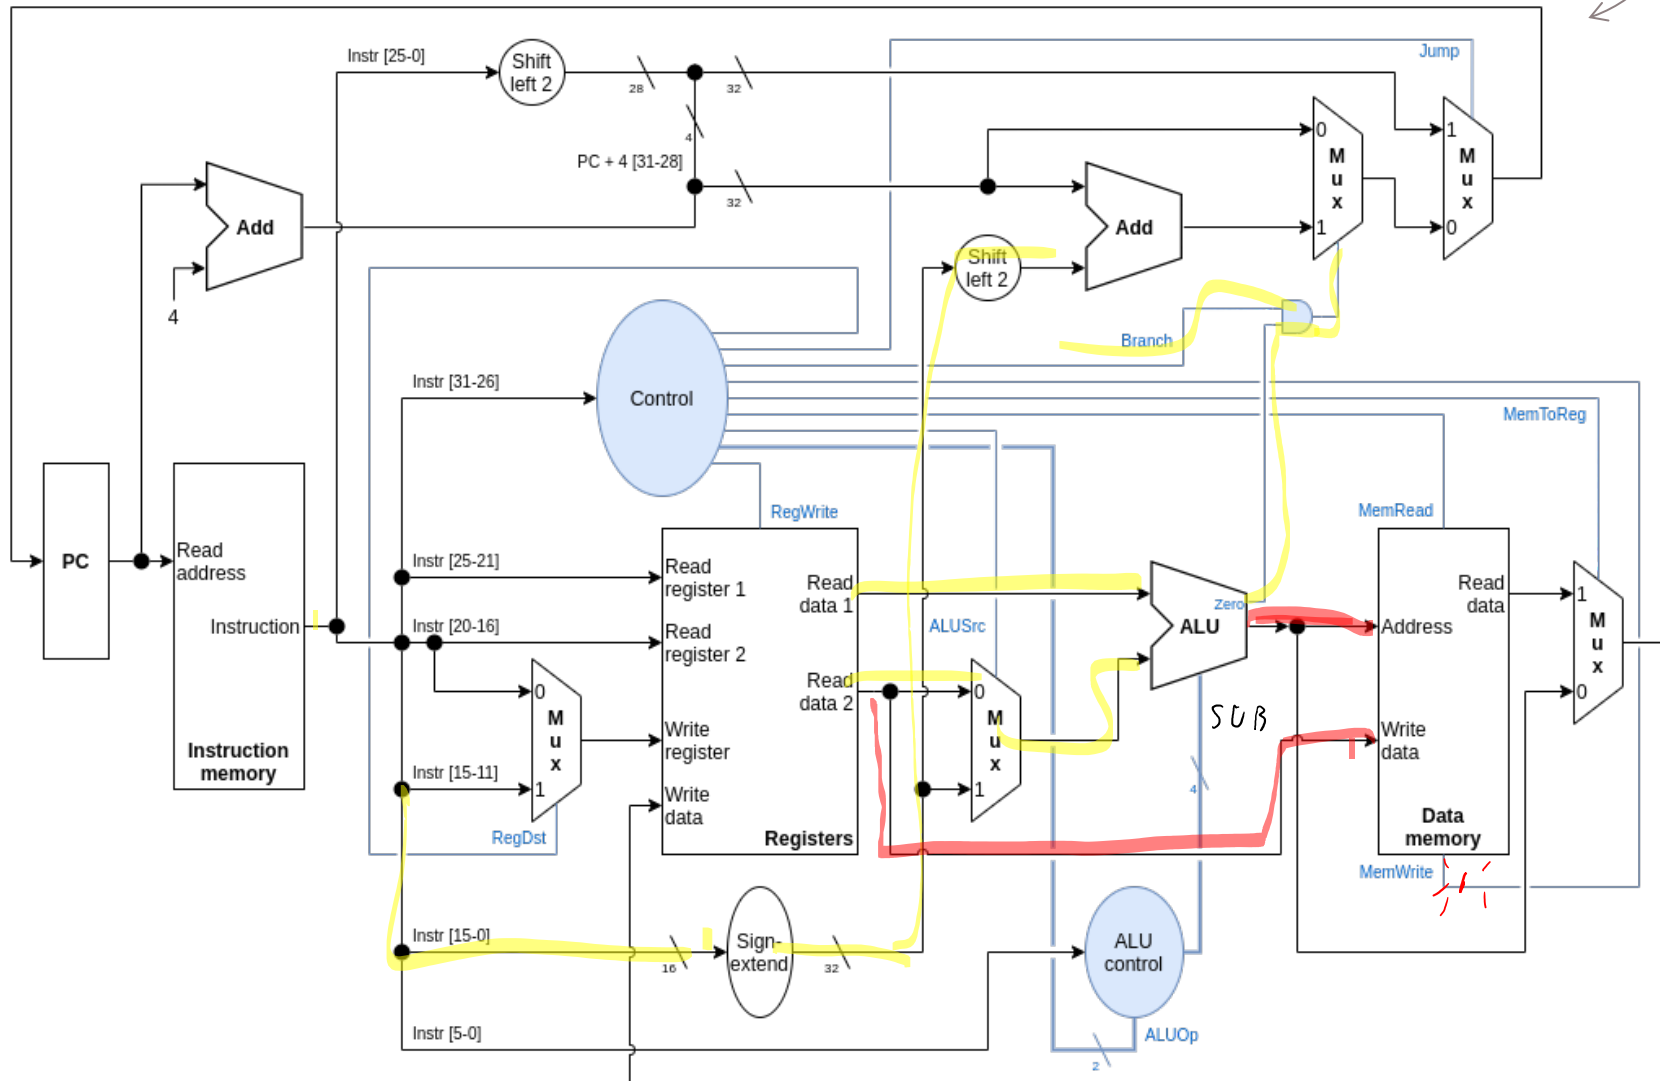 Instr [25-0]
Shift
left 2
28
32
Jump
4
PC + 4 [31-28]
32
0
M
u
x
1
1
M
u
x
0
Add
4
Shift
left 2
Add
Branch
Control
Instr [31-26]
MemToReg
RegWrite
MemRead
PC
Read
address
Instruction
Instruction
memory
Instr [25-21]
Instr [20-16]
Instr [15-11]
0
M
u
x
1
RegDst
Read
register 1
Read
register 2
Write
register
Write
data
Read
data 1
Read
data 2
Registers
ALUSrc
0
M
u
x
1
Zero
ALU
SUB
4
Address
Read
data
Write
data
Data
memory
MemWrite
1
M
u
x
0
Instr [15-0]
16
Sign-
extend
32
ALU
control
Instr [5-0]
ALUOp
2